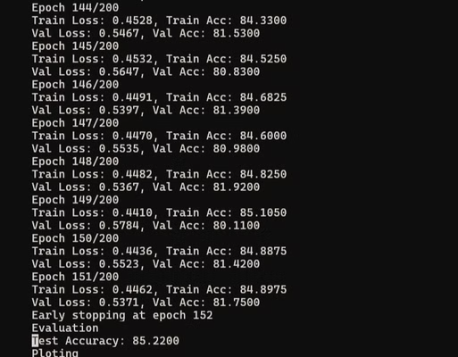 Epoch 144/200
Train Loss: 0.4528, Train Acc: 84.3300
Val Loss: 0.5467, Val Acc: 81.5300
Epoch 145/200
Train Loss: 0.4532, Train Acc: 84.5250
Val Loss: 0.5647, Val Acc: 80.8300
Epoch 146/200
Train Loss: 0.4491, Train Acc: 84.6825
Val Loss: 0.5397, Val Acc: 81.3900
Epoch 147/200
Train Loss: 0.4470, Train Acc: 84.6000
Val Loss: 0.5535, Val Acc: 80.9800
Epoch 148/200
Train Loss: 0.4482, Train Acc: 84.8250
Val Loss: 0.5367, Val Acc: 81.9200
Epoch 149/200
Train Loss: 0.4410, Train Acc: 85.1050
Val Loss: 0.5784, Val Acc: 80.1100
Epoch 150/200
Train Loss: 0.4436, Train Acc: 84.8875
Val Loss: 0.5523, Val Acc: 81.4200
Epoch 151/200
Train Loss: 0.4462, Train Acc: 84.8975
Val Loss: 0.5371, Val Acc: 81.7500
Early stopping at epoch 152
Evaluation
Test Accuracy: 85.2200
Ploting